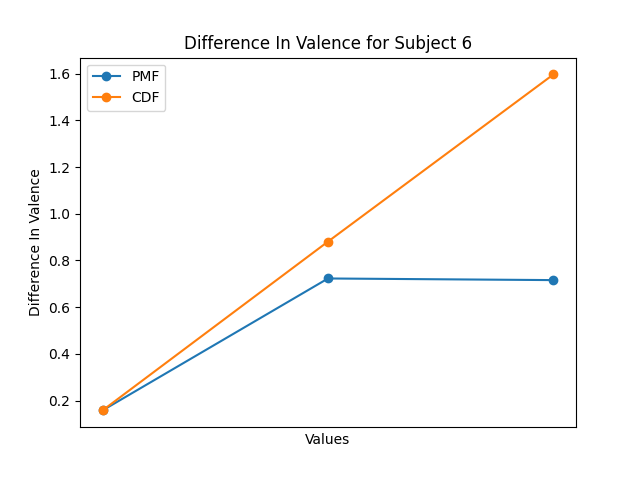 Difference In Valence for Subject 6
PMF
CDF
1.6
1.4
1.2
1.0
0.8
0.6
0.4
0.2
Difference In Valence
Values